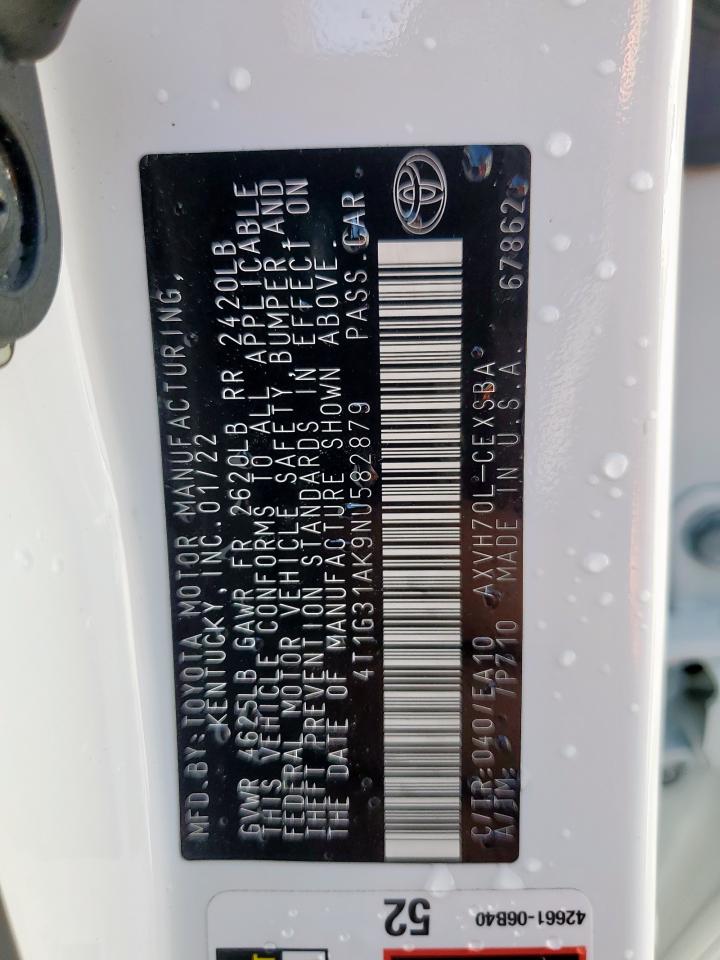 MFD.BY:TOYOTA MOTOR MANUFACTURING,
KENTUCKY, INC.01/22
GVWR 4625LB GAWR FR 2620LB RR 2420LB
THIS VEHICLE CONFORMS TO ALL APPLICABLE
FEDERAL MOTOR VEHICLE SAFETY, BUMPER, AND
THEFT PREVENTION STANDARDS IN EFFECT ON
THE DATE OF MANUFACTURE SHOWN ABOVE.
4T1G31AK9NU582879 PASS.CAR
C/TR:040/EA10 AXVH70L-CEXSBA
A/TM: /P710 MADE IN U.S.A. 67862
52
42661-06B40